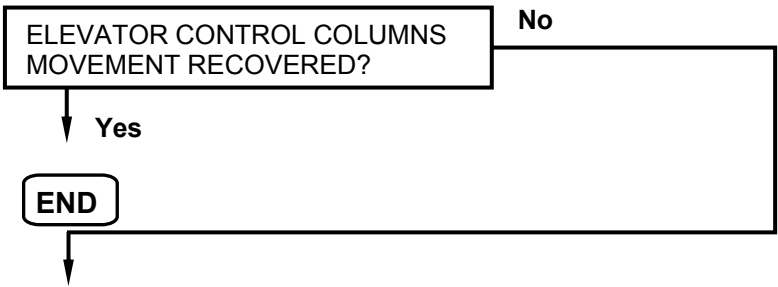 ELEVATOR CONTROL COLUMNS
MOVEMENT RECOVERED?
No
Yes
END